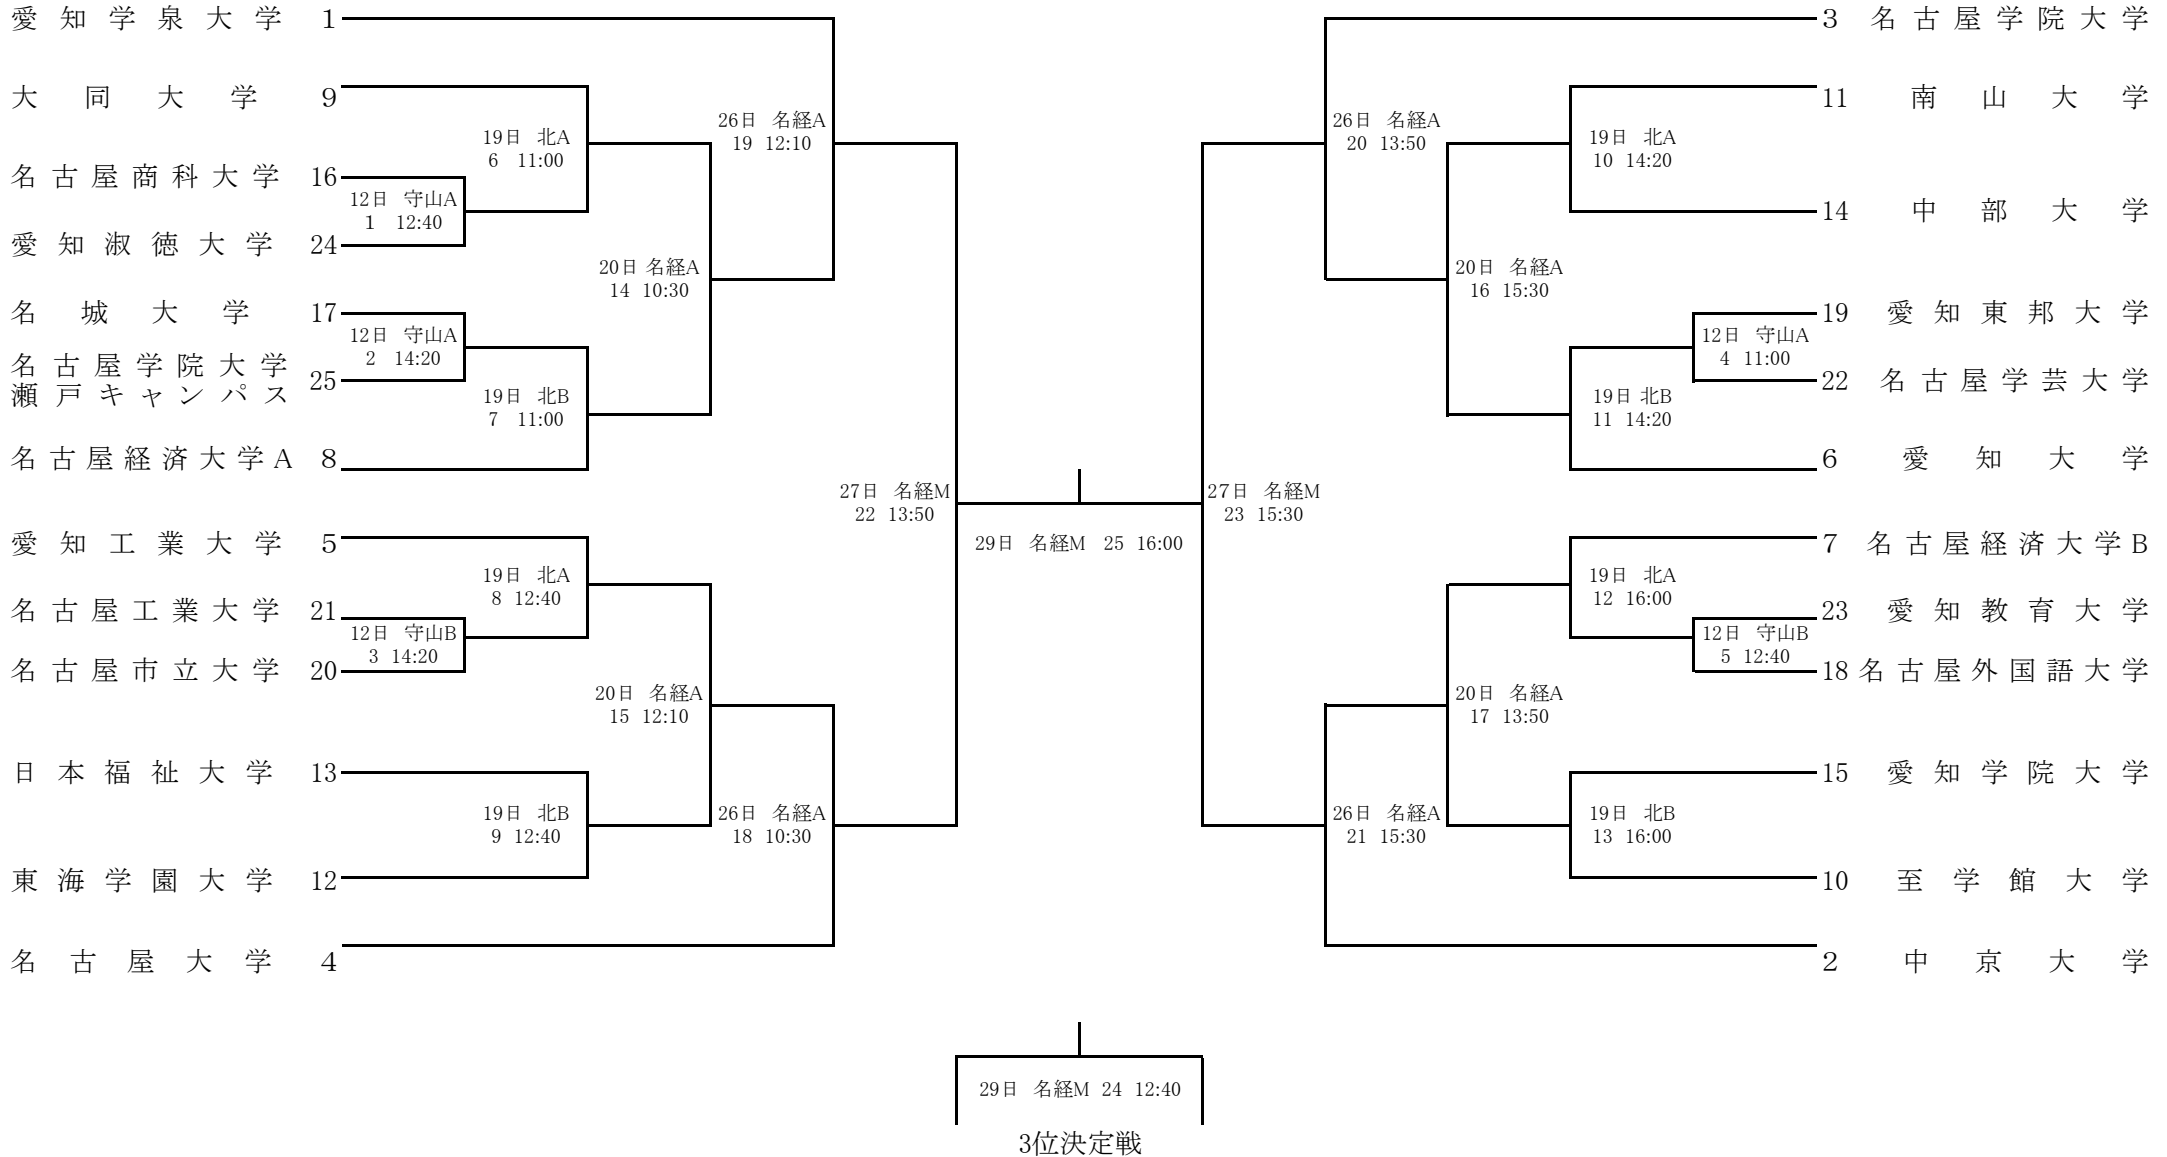 愛知学泉大学 1
大同大学 9
名古屋商科大学 16
愛知淑徳大学 24
名城大学 17
名古屋学院大学
瀬戸キャンパス 25
名古屋経済大学A 8
愛知工業大学 5
名古屋工業大学 21
名古屋市立大学 20
日本福祉大学 13
東海学園大学 12
名古屋大学 4
12日 守山A
1 12:40
12日 守山A
2 14:20
12日 守山B
3 14:20
19日 北A
6 11:00
19日 北B
7 11:00
19日 北A
8 12:40
19日 北B
9 12:40
20日 名経A
14 10:30
20日 名経A
15 12:10
26日 名経A
19 12:10
26日 名経A
18 10:30
27日 名経M
22 13:50
29日 名経M 25 16:00
27日 名経M
23 15:30
26日 名経A
20 13:50
26日 名経A
21 15:30
20日 名経A
16 15:30
20日 名経A
17 13:50
19日 北A
10 14:20
19日 北B
11 14:20
19日 北A
12 16:00
19日 北B
13 16:00
12日 守山A
4 11:00
12日 守山B
5 12:40
3 名古屋学院大学
11 南山大学
14 中部大学
19 愛知東邦大学
22 名古屋学芸大学
6 愛知大学
7 名古屋経済大学B
23 愛知教育大学
18 名古屋外国語大学
15 愛知学院大学
10 至学館大学
2 中京大学
29日 名経M 24 12:40
3位決定戦